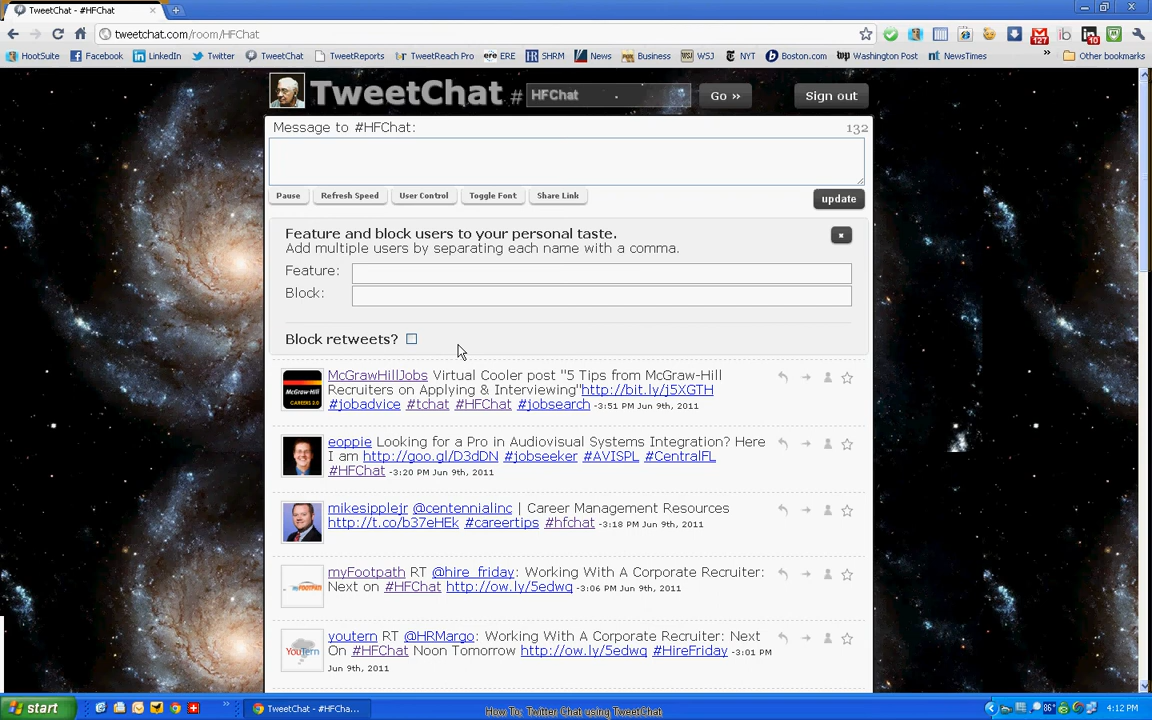 TweetChat - #HFChat
tweetchat.com/room/HFChat
HootSuite Facebook LinkedIn Twitter TweetChat TweetReports TweetReach Pro ERE SHRM News Business WSJ NYT Boston.com Washington Post NewsTimes Other bookmarks
TweetChat # HFChat Go » Sign out
Message to #HFChat: 132
Pause Refresh Speed User Control Toggle Font Share Link update
Feature and block users to your personal taste.
Add multiple users by separating each name with a comma.
Feature:
Block:
Block retweets?
McGrawHillJobs Virtual Cooler post "5 Tips from McGraw-Hill
Recruiters on Applying & Interviewing"http://bit.ly/j5XGTH
#jobadvice #tchat #HFChat #jobsearch -3:51 PM Jun 9th, 2011
eoppie Looking for a Pro in Audiovisual Systems Integration? Here
I am http://goo.gl/D3dDN #jobseeker #AVISPL #CentralFL
#HFChat -3:20 PM Jun 9th, 2011
mikesipplejr @centennialinc | Career Management Resources
http://t.co/b37eHEk #careertips #hfchat -3:18 PM Jun 9th, 2011
myFootpath RT @hire_friday: Working With A Corporate Recruiter:
Next on #HFChat http://ow.ly/5edwq -3:06 PM Jun 9th, 2011
youtern RT @HRMargo: Working With A Corporate Recruiter: Next
On #HFChat Noon Tomorrow http://ow.ly/5edwq #HireFriday -3:01 PM
Jun 9th, 2011
start TweetChat - #HFCha... How To: Twitter Chat using TweetChat 86° 4:12 PM